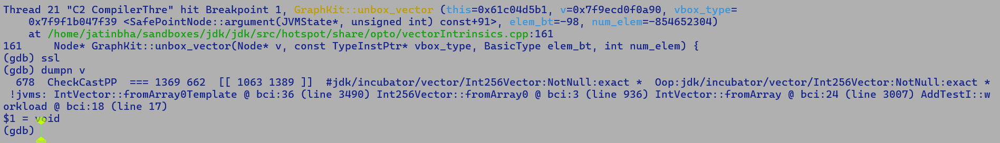 Thread 21 "C2 CompilerThre" hit Breakpoint 1, GraphKit::unbox_vector (this=0x61c04d5b1, v=0x7f9ecd0f0a90, vbox_type=
    0x7f9f1b047f39 <SafePointNode::argument(JVMState*, unsigned int) const+91>, elem_bt=-98, num_elem=-854652304)
    at /home/jatinbha/sandboxes/jdk/jdk/src/hotspot/share/opto/vectorIntrinsics.cpp:161
161     Node* GraphKit::unbox_vector(Node* v, const TypeInstPtr* vbox_type, BasicType elem_bt, int num_elem) {
(gdb) ssl
(gdb) dumpn v
  678  CheckCastPP  === 1369 662  [[ 1063 1389 ]]  #jdk/incubator/vector/Int256Vector:NotNull:exact *  Oop:jdk/incubator/vector/Int256Vector:NotNull:exact *
 !jvms: IntVector::fromArray0Template @ bci:36 (line 3490) Int256Vector::fromArray0 @ bci:3 (line 936) IntVector::fromArray @ bci:24 (line 3007) AddTestI::w
orkload @ bci:18 (line 17)
$1 = void
(gdb)